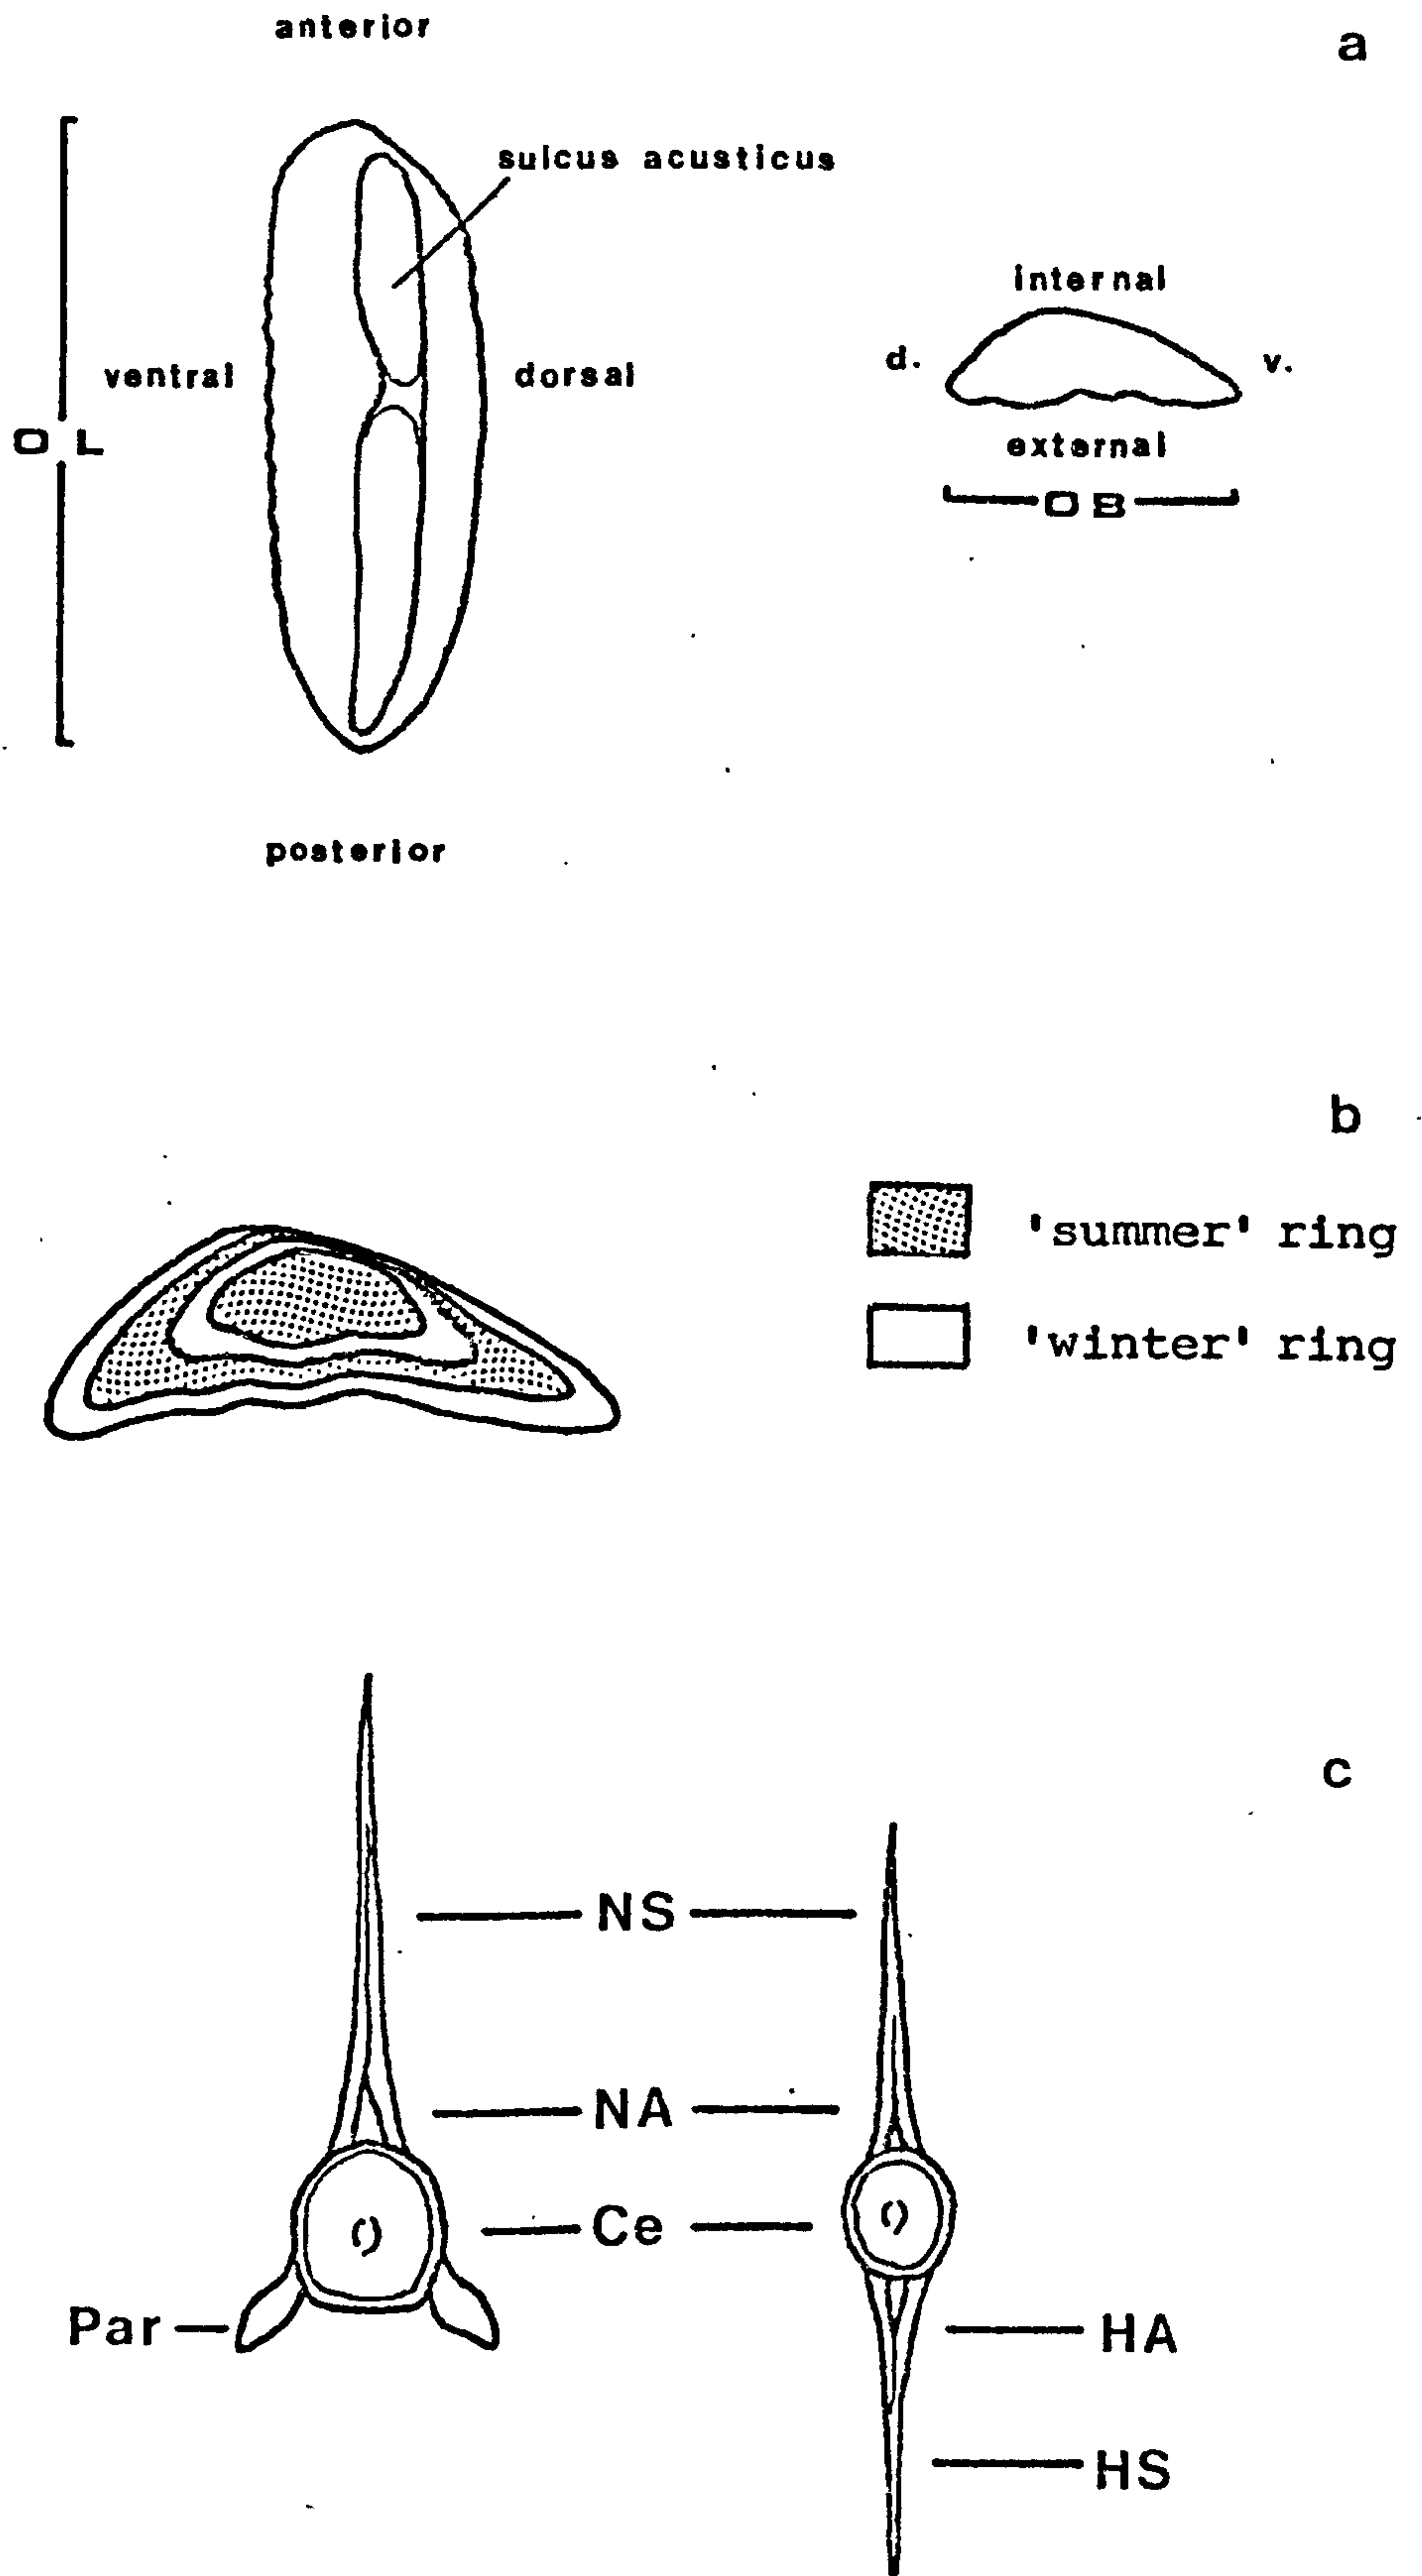 anterior
a
sulcus acusticus
internal
ventral
dorsal
d.
v.
O L
external
O B
posterior
b
'summer' ring
'winter' ring
c
NS
NA
Ce
Par
HA
HS